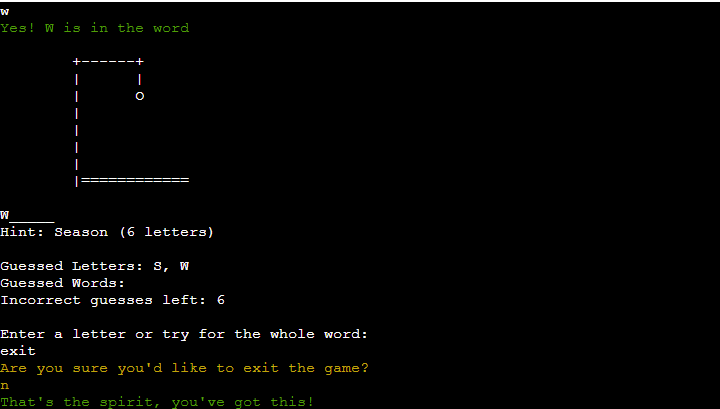 w
Yes! W is in the word
+------+
|      |
|      O
|
|
|
|
|============
W_____
Hint: Season (6 letters)
Guessed Letters: S, W
Guessed Words:
Incorrect guesses left: 6
Enter a letter or try for the whole word:
exit
Are you sure you'd like to exit the game?
n
That's the spirit, you've got this!